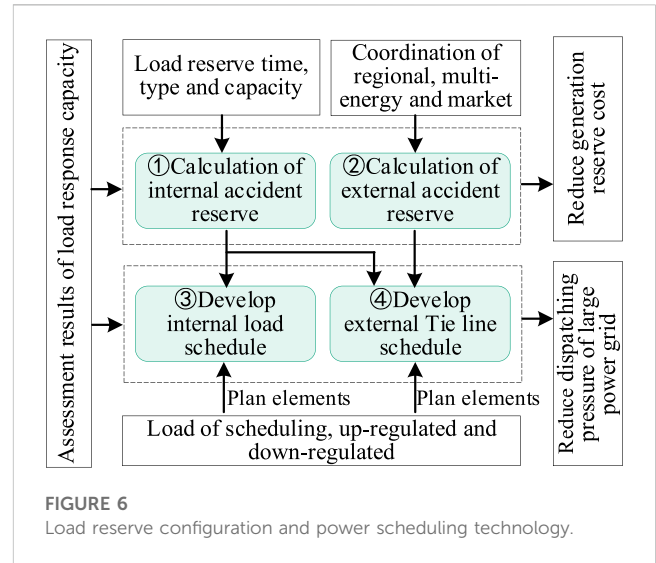 Assessment results of load response capacity
Load reserve time,
type and capacity
Coordination of
regional, multi-
energy and market
Reduce generation
reserve cost
①Calculation of
internal accident
reserve
②Calculation of
external accident
reserve
③Develop
internal load
schedule
④Develop
external Tie line
schedule
Reduce dispatching
pressure of large
power grid
Plan elements
Plan elements
Load of scheduling, up-regulated and
down-regulated
FIGURE 6
Load reserve configuration and power scheduling technology.